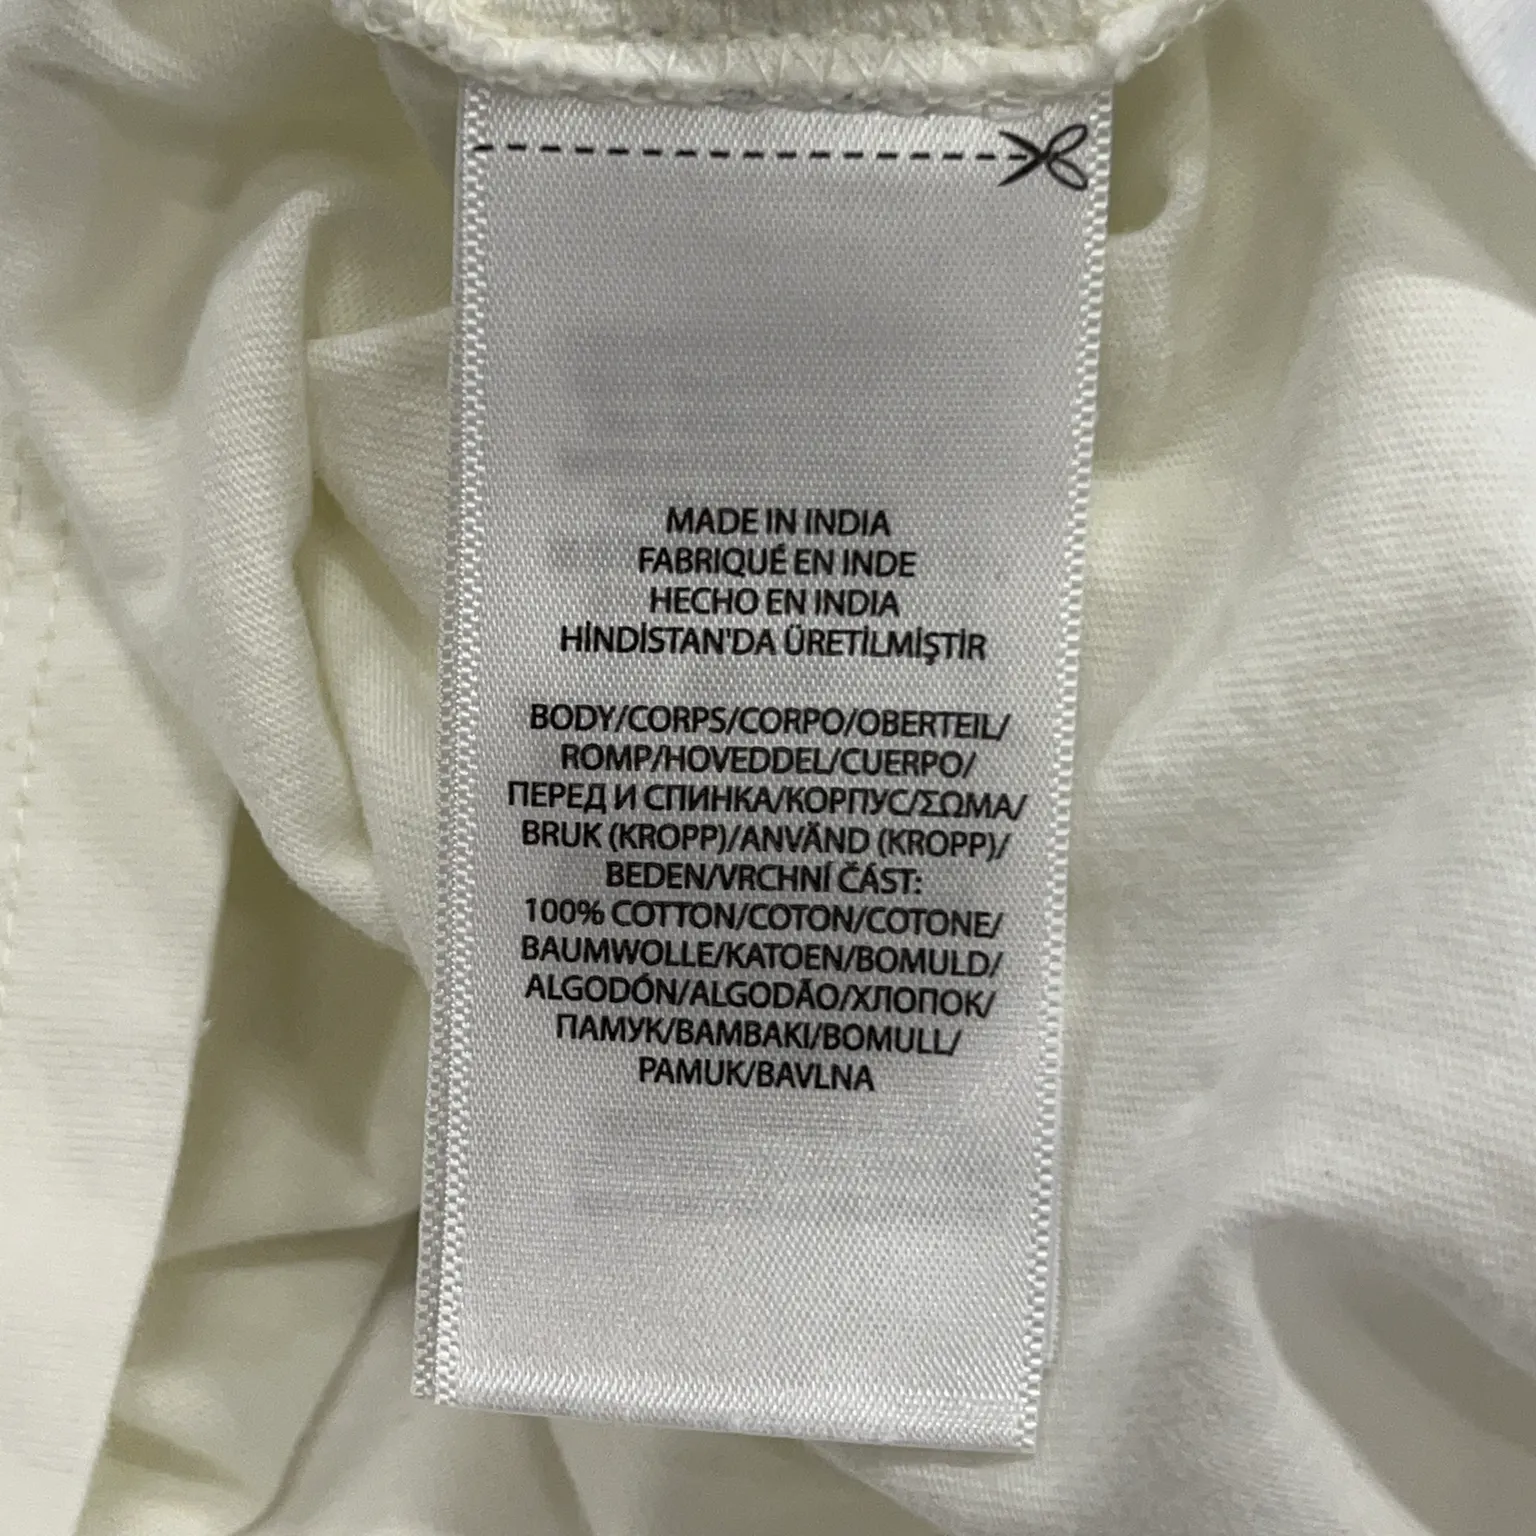 MADE IN INDIA
FABRIQUÉ EN INDE
HECHO EN INDIA
HİNDİSTAN'DA ÜRETİLMİŞTİR
BODY/CORPS/CORPO/OBERTEIL/
ROMP/HOVEDDEL/CUERPO/
ПЕРЕД И СПИНКА/КОРПУС/ΣΩΜΑ/
BRUK (KROPP)/ANVÄND (KROPP)/
BEDEN/VRCHNÍ ČÁST:
100% COTTON/COTON/COTONE/
BAUMWOLLE/KATOEN/BOMULD/
ALGODÓN/ALGODÃO/ХЛОПОК/
ПАМУК/BAMBAKI/BOMULL/
PAMUK/BAVLNA